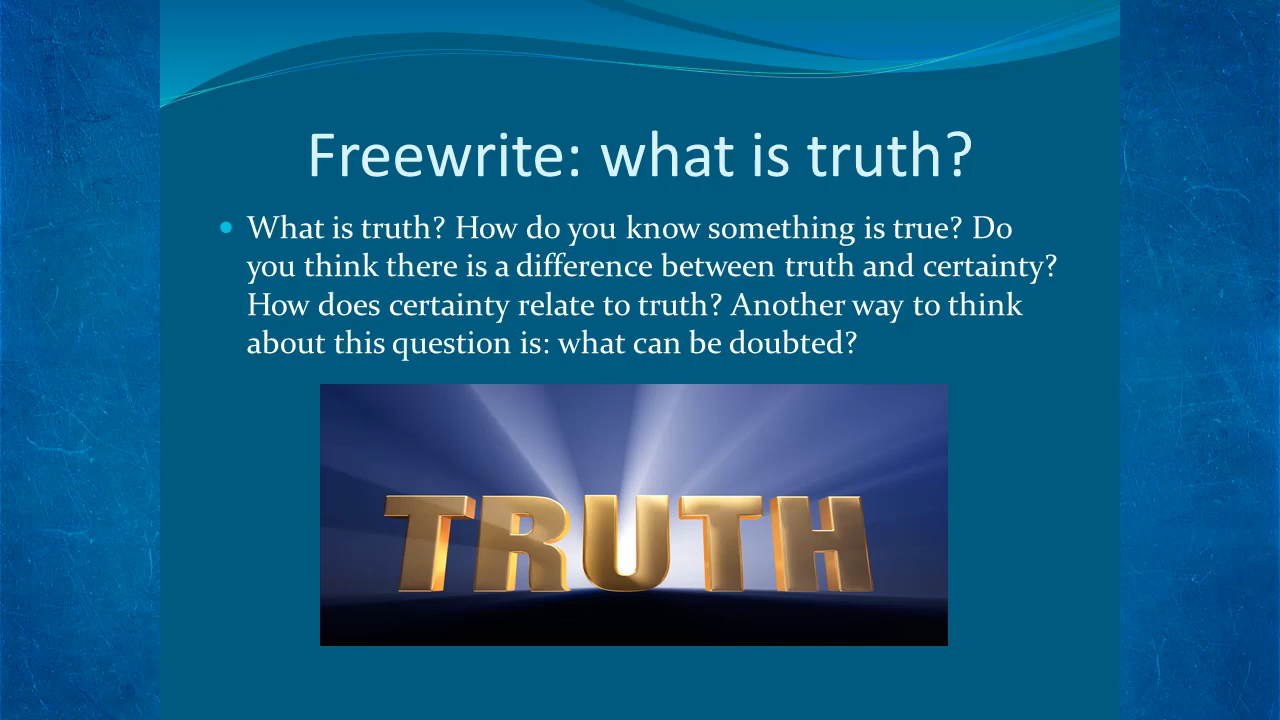 Freewrite: what is truth?
What is truth? How do you know something is true? Do
you think there is a difference between truth and certainty?
How does certainty relate to truth? Another way to think
about this question is: what can be doubted?
TRUTH